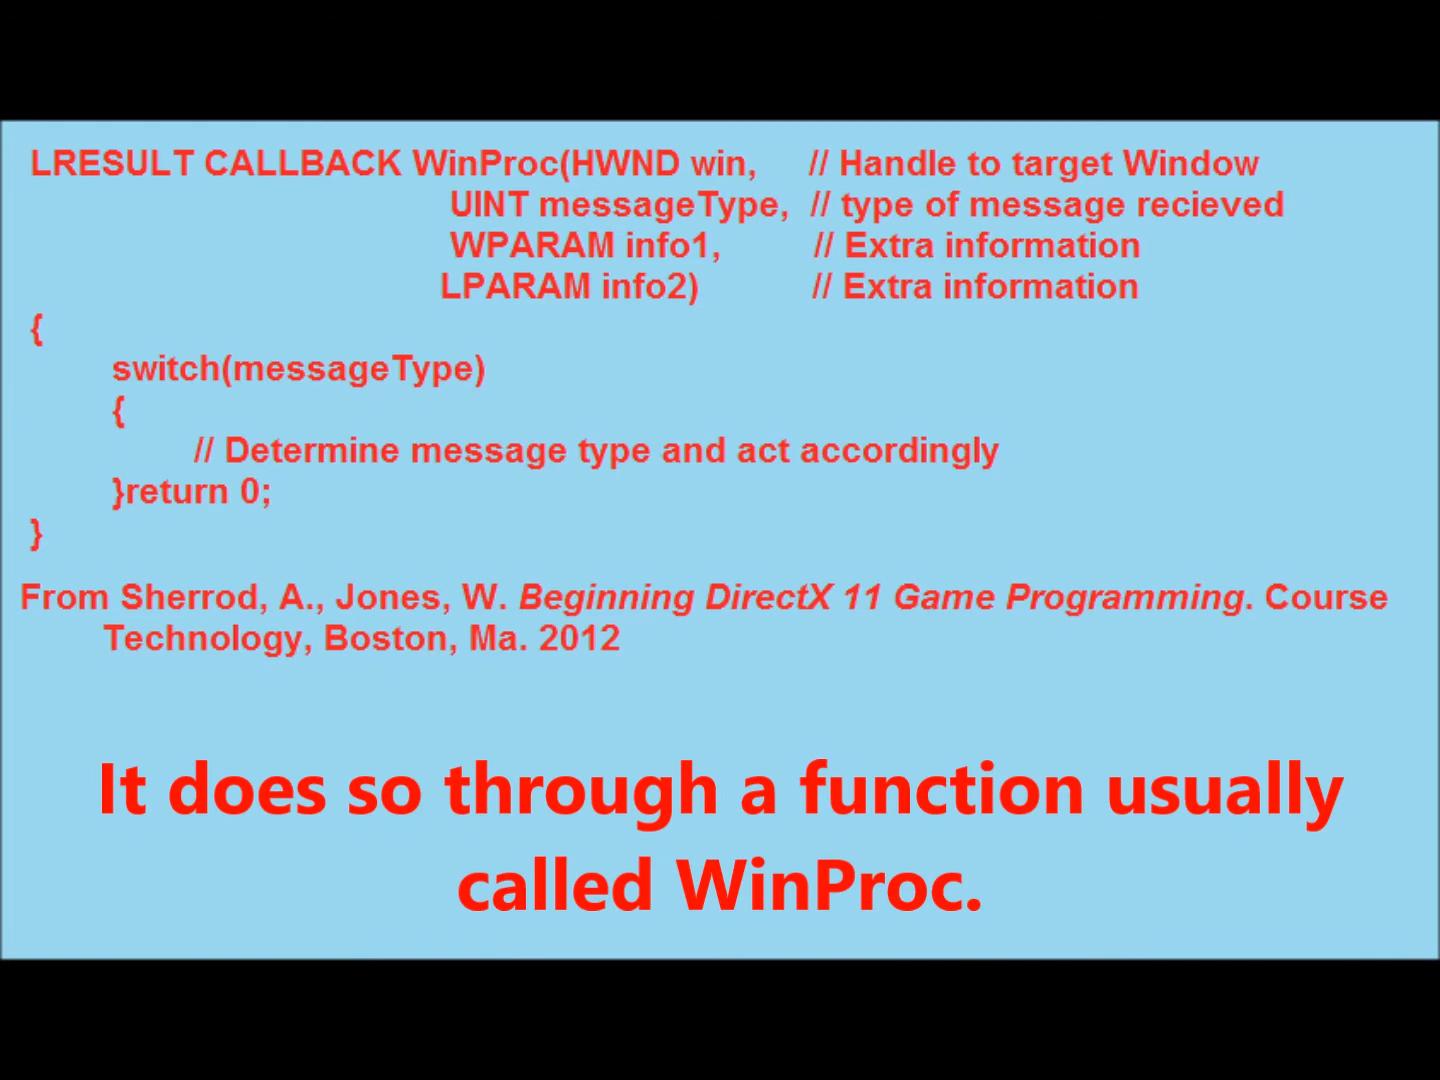 LRESULT CALLBACK WinProc(HWND win, // Handle to target Window
UINT messageType, // type of message recieved
WPARAM info1, // Extra information
LPARAM info2) // Extra information
{
switch(messageType)
{
// Determine message type and act accordingly
}return 0;
}
From Sherrod, A., Jones, W. Beginning DirectX 11 Game Programming. Course
Technology, Boston, Ma. 2012
It does so through a function usually
called WinProc.